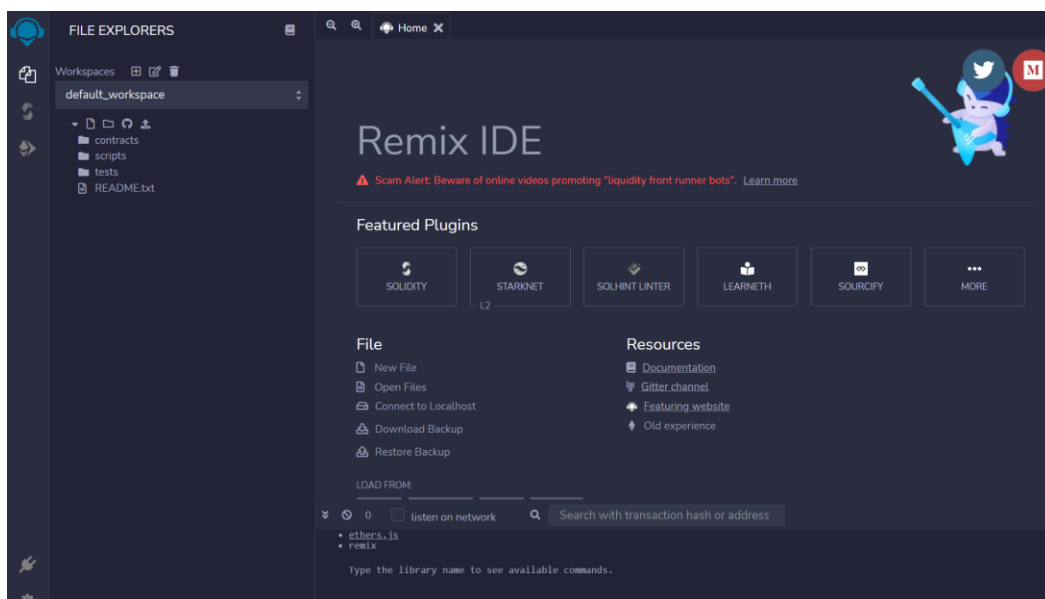 FILE EXPLORERS
Workspaces
default_workspace
contracts
scripts
tests
README.txt
Home
M
Remix IDE
Scam Alert: Beware of online videos promoting "liquidity front runner bots". Learn more
Featured Plugins
SOLIDITY
STARKNET
L2
SOLHINT LINTER
LEARNETH
SOURCIFY
MORE
File
New File
Open Files
Connect to Localhost
Download Backup
Restore Backup
LOAD FROM:
Resources
Documentation
Gitter channel
Featuring website
Old experience
0 listen on network Search with transaction hash or address
• ethers.js
• remix
Type the library name to see available commands.